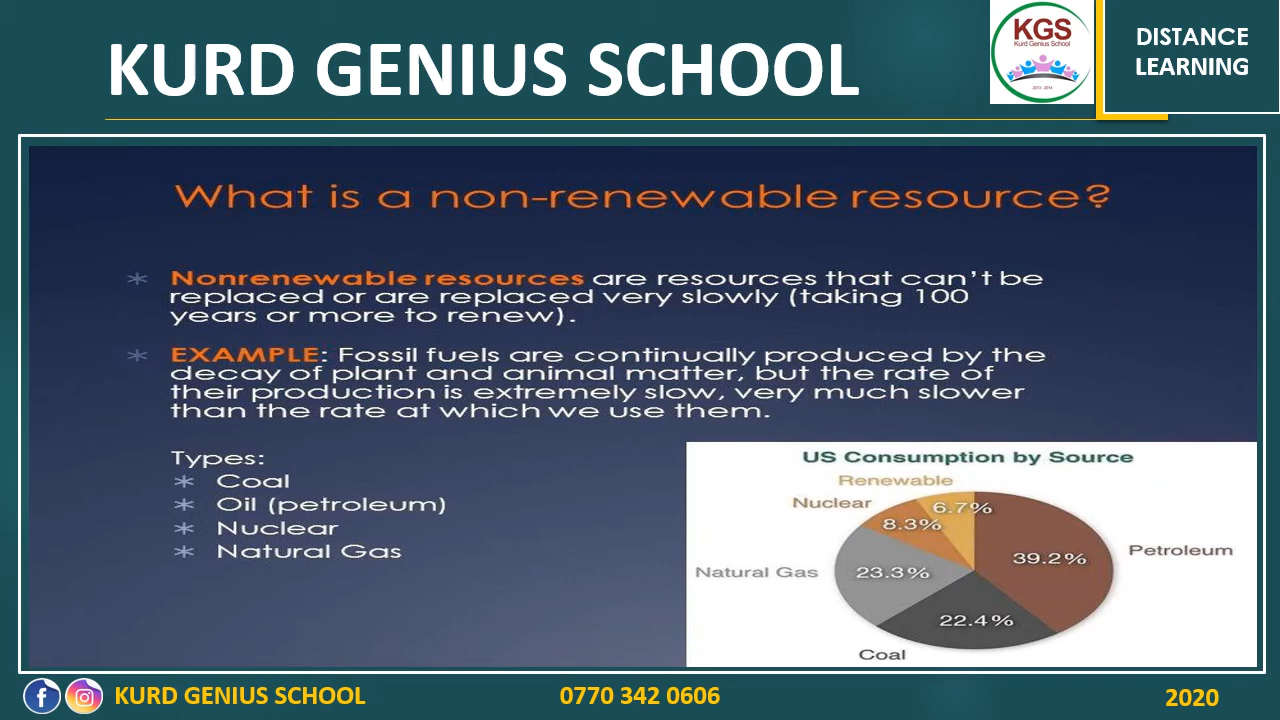 KURD GENIUS SCHOOL
KGS
Kurd Genius School
2013 - 2014
DISTANCE
LEARNING
What is a non-renewable resource?
Nonrenewable resources are resources that can't be
replaced or are replaced very slowly (taking 100
years or more to renew).
EXAMPLE: Fossil fuels are continually produced by the
decay of plant and animal matter, but the rate of
their production is extremely slow, very much slower
than the rate at which we use them.
Types:
Coal
Oil (petroleum)
Nuclear
Natural Gas
US Consumption by Source
Renewable
Nuclear
6.7%
8.3%
Petroleum
39.2%
Natural Gas
23.3%
22.4%
Coal
KURD GENIUS SCHOOL
0770 342 0606
2020